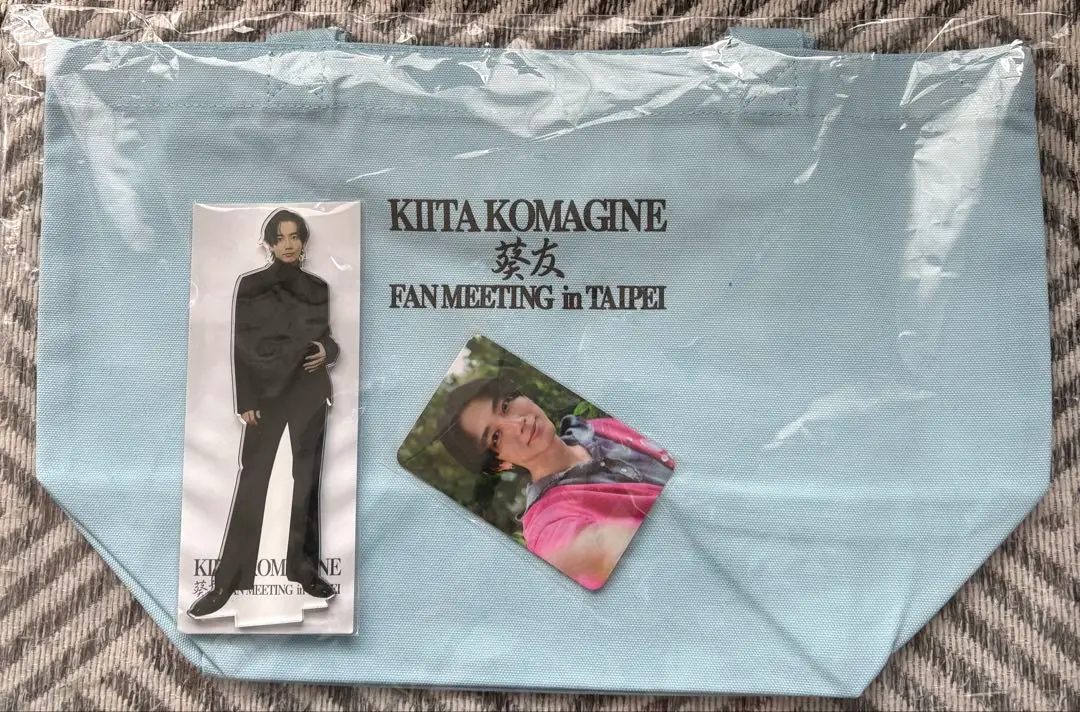 KIITA KOMAGINE
葵友
FAN MEETING in TAIPEI